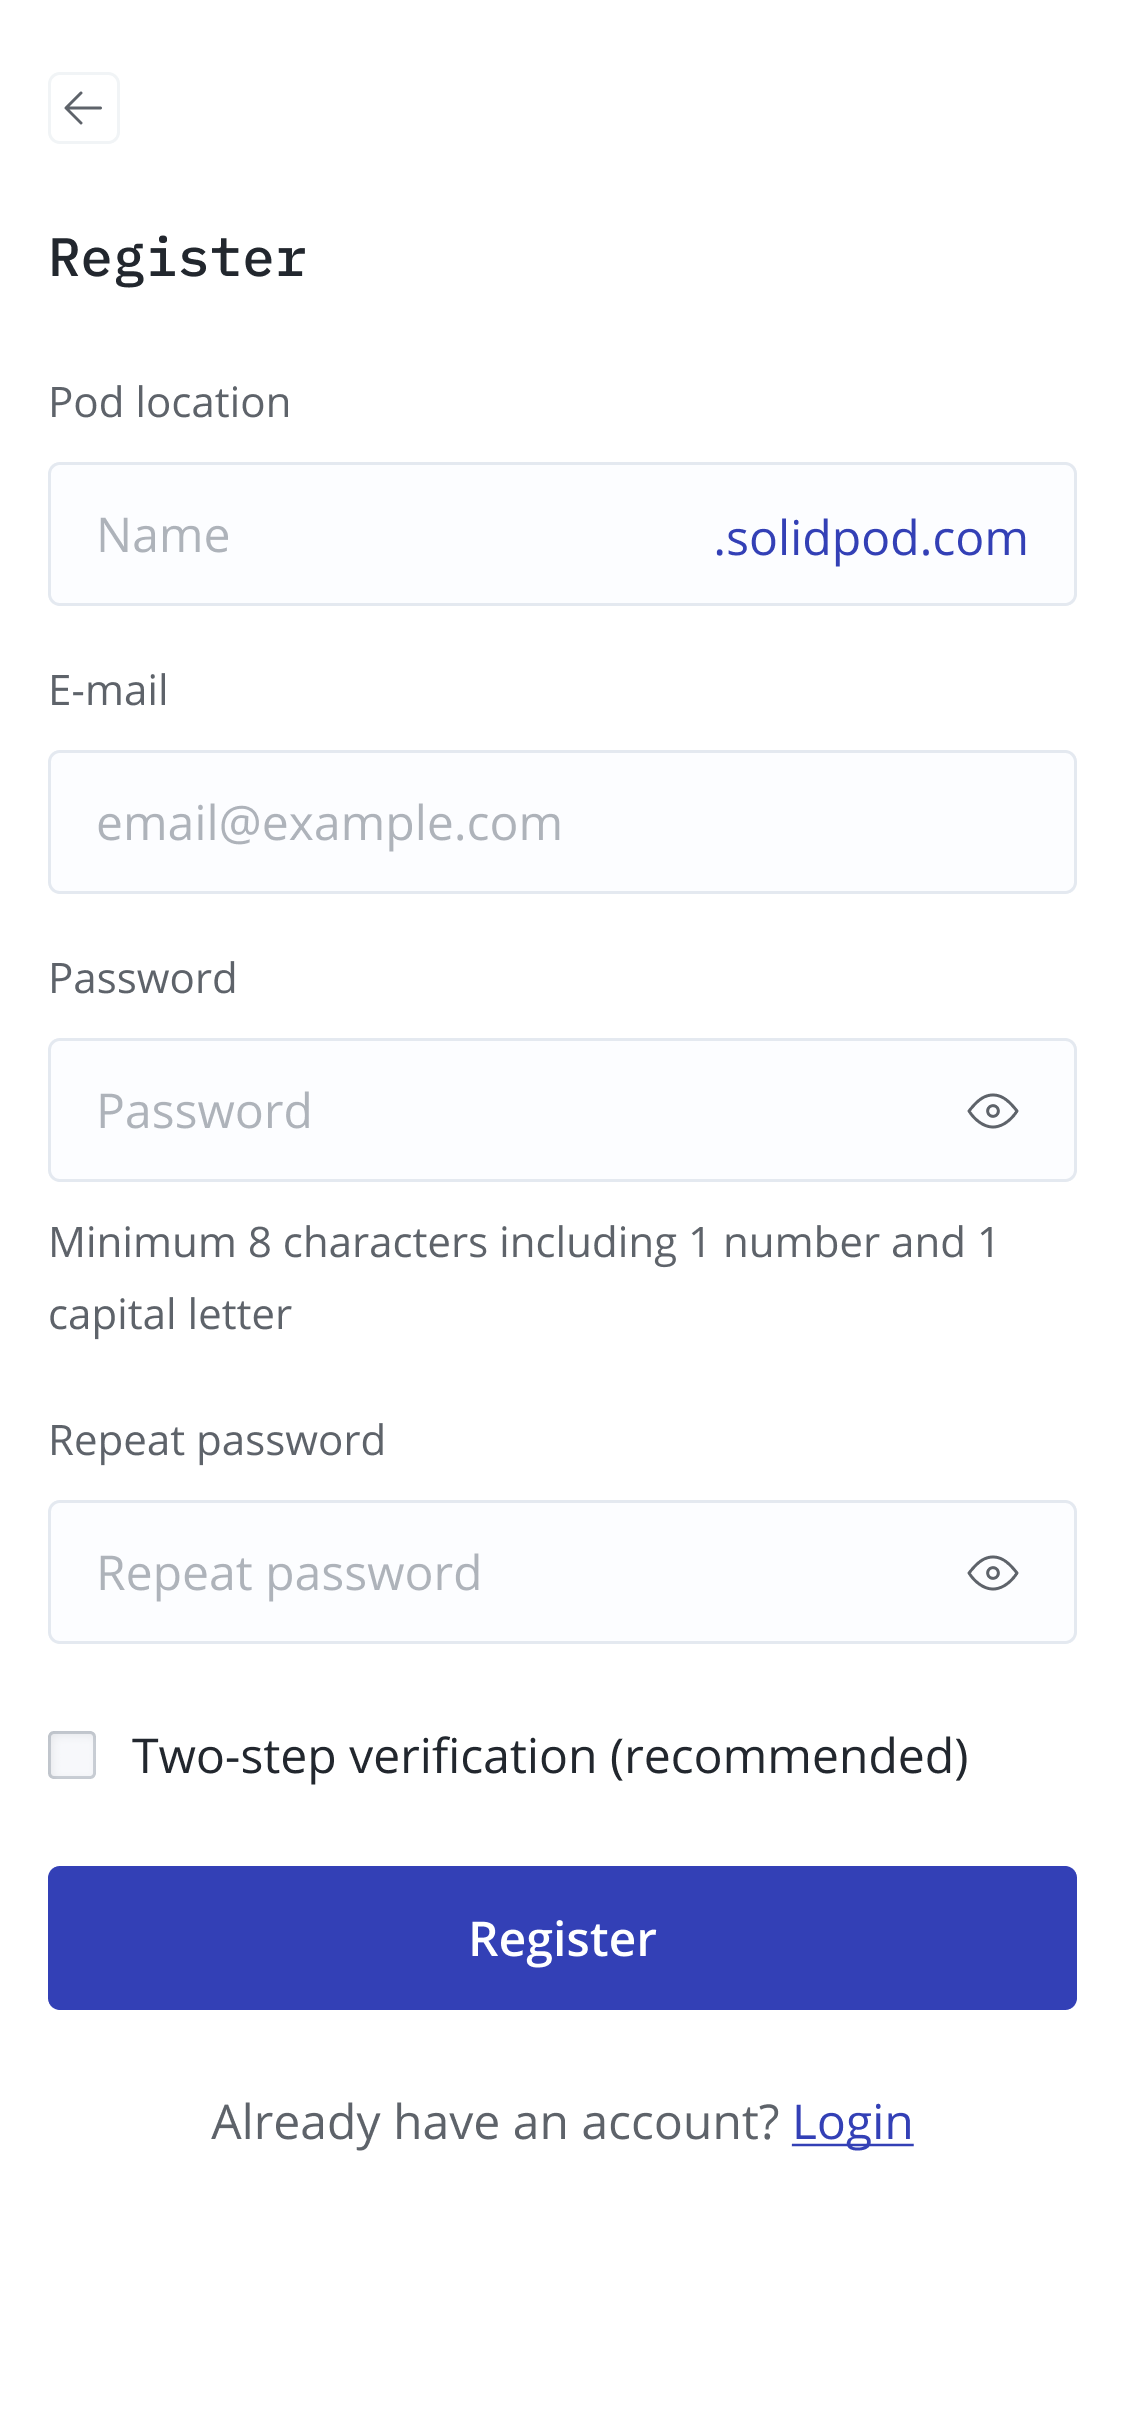 Register
Pod location
Name .solidpod.com
E-mail
email@example.com
Password
Password
Minimum 8 characters including 1 number and 1
capital letter
Repeat password
Repeat password
Two-step verification (recommended)
Register
Already have an account? Login